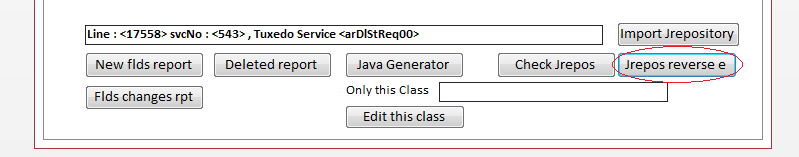 Line : <17558> svcNo : <543> , Tuxedo Service <arDlStReq00>
Import Jrepository
New flds report
Deleted report
Java Generator
Check Jrepos
Jrepos reverse e
Flds changes rpt
Only this Class
Edit this class